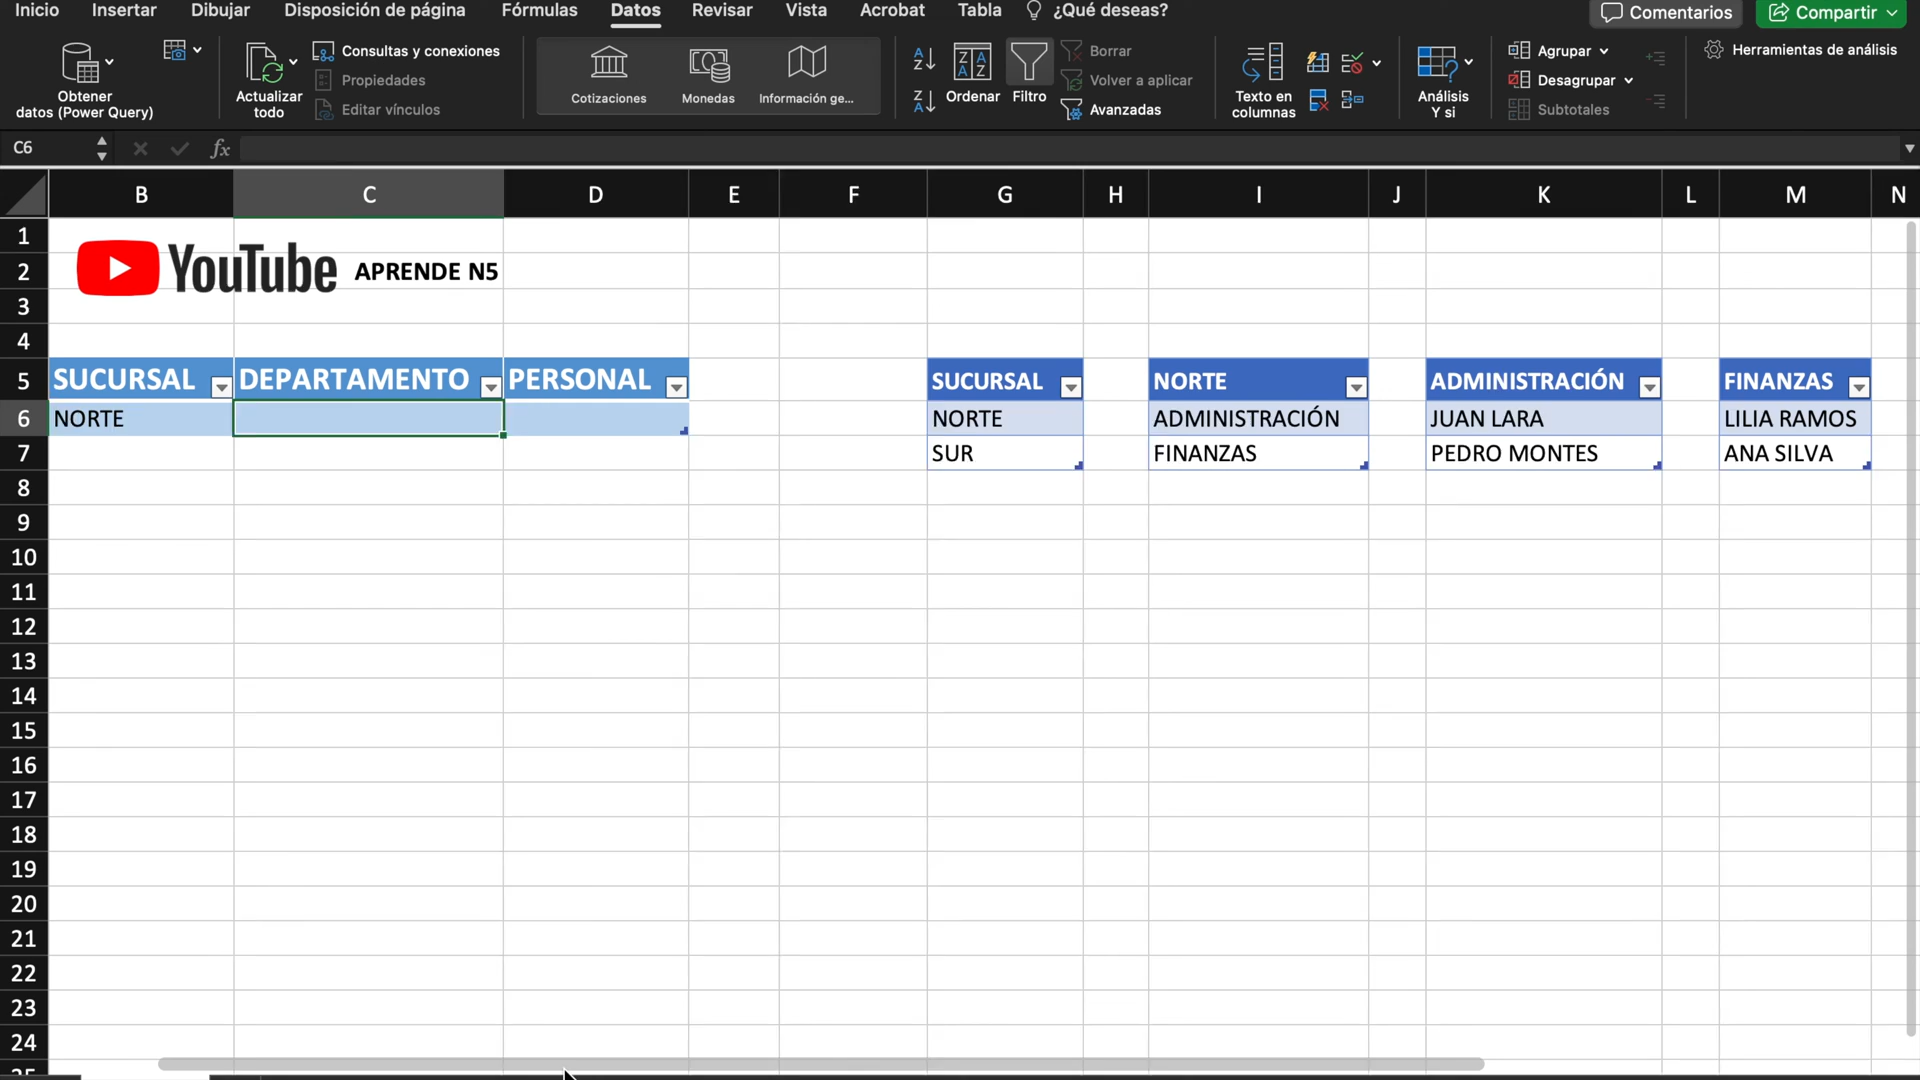 Inicio Insertar Dibujar Disposición de página Fórmulas Datos Revisar Vista Acrobat Tabla ¿Qué deseas? Comentarios Compartir
Obtener datos (Power Query)
Actualizar todo
Consultas y conexiones
Propiedades
Editar vínculos
Cotizaciones Monedas Información ge...
Ordenar Filtro
Borrar
Volver a aplicar
Avanzadas
Texto en columnas
Análisis Y si
Agrupar
Desagrupar
Subtotales
Herramientas de análisis
C6 fx
B C D E F G H I J K L M N
1
2 YouTube APRENDE N5
3
4
5 SUCURSAL DEPARTAMENTO PERSONAL SUCURSAL NORTE ADMINISTRACIÓN FINANZAS
6 NORTE NORTE ADMINISTRACIÓN JUAN LARA LILIA RAMOS
7 SUR FINANZAS PEDRO MONTES ANA SILVA
8
9
10
11
12
13
14
15
16
17
18
19
20
21
22
23
24